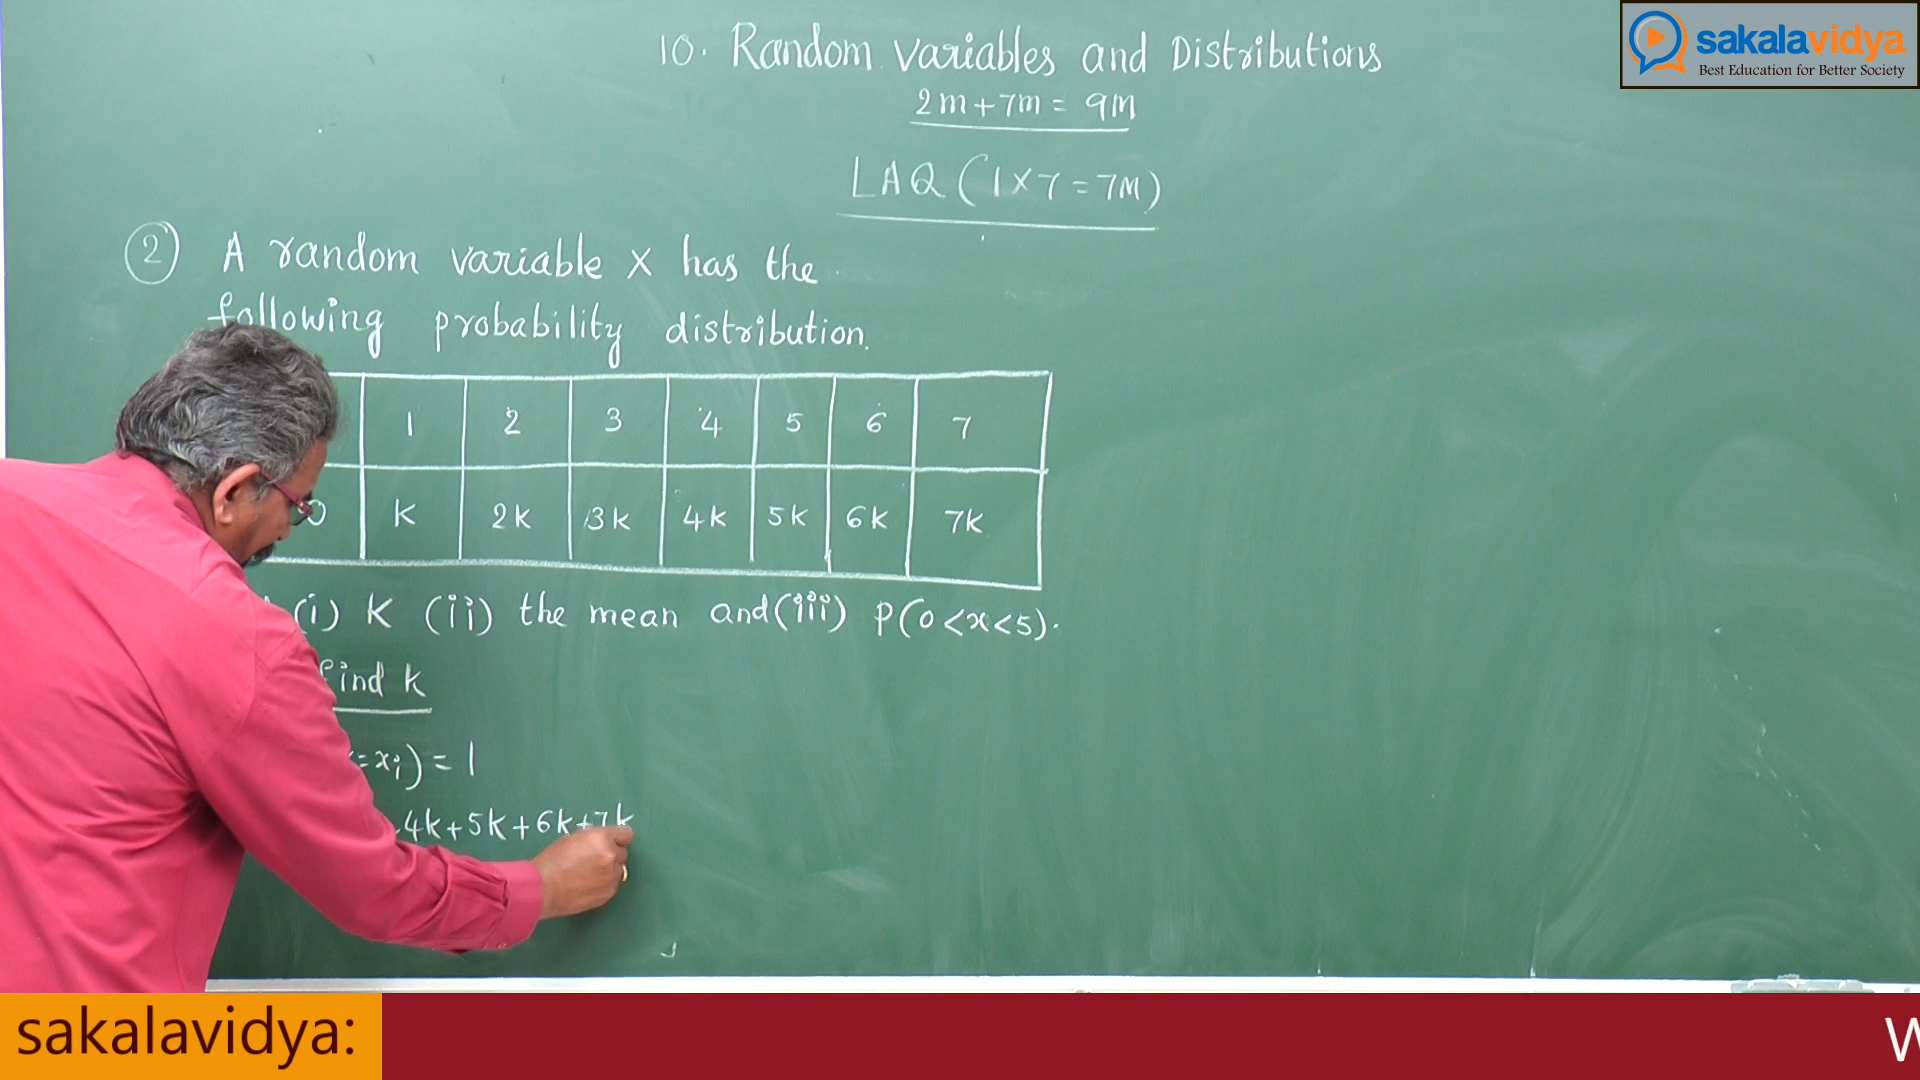 10. Random variables and Distributions
2m+7m = 9M
LAQ (1×7=7M)
② A random variable x has the
following probability distribution.
1 2 3 4 5 6 7
0 K 2K 3K 4K 5K 6K 7K
(i) K (ii) the mean and (iii) P(0<x<5).
find k
=xi) = 1
4k+5k+6k+7k
sakalavidya
Best Education for Better Society
sakalavidya:
W